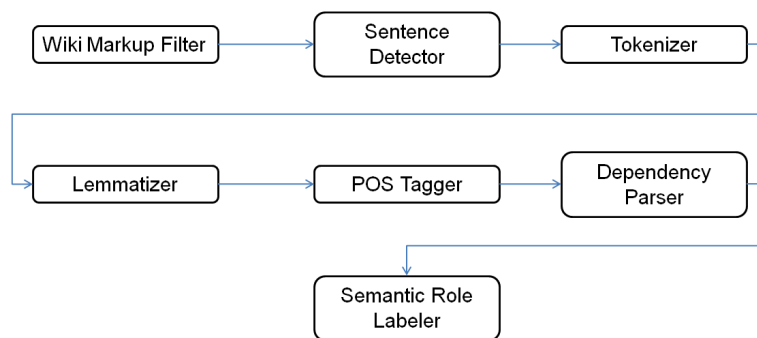 Wiki Markup Filter
Sentence
Detector
Tokenizer
Lemmatizer
POS Tagger
Dependency
Parser
Semantic Role
Labeler